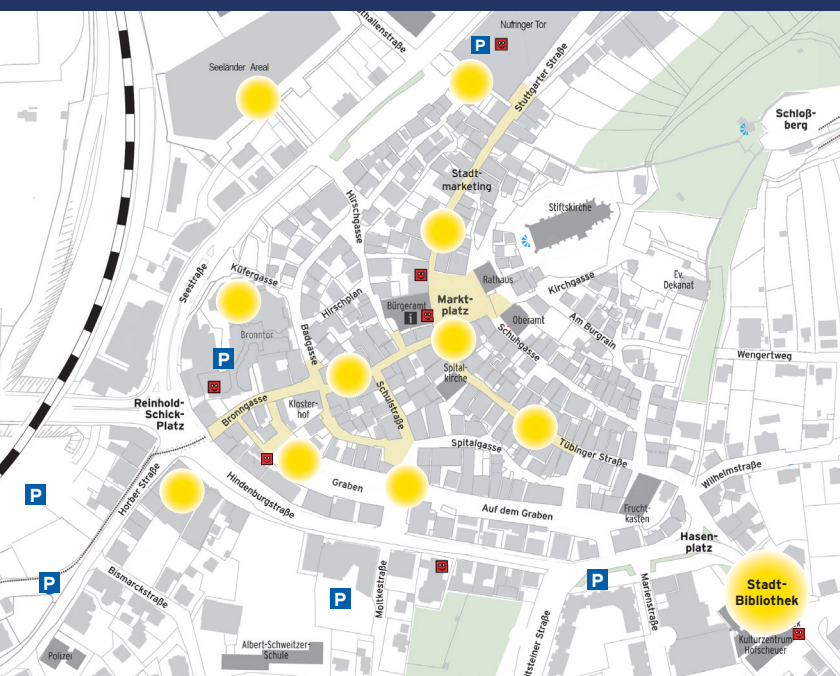 Nufringer Tor
P
Stuttgarter Straße
Seeländer Areal
Schloß-
berg
Stadt-
marketing
Stiftskirche
Hirschgasse
Seestraße
Küfergasse
Rathaus
Kirchgasse
Ev.
Dekanat
Hirschplan
Bürgeramt
i
Markt-
platz
Oberamt
Am Burgrain
Bronntor
Badgasse
Schuhgasse
Wengertweg
P
Spital-
kirche
Reinhold-
Schick-
Platz
Bronngasse
Kloster-
hof
Schulstraße
Spitalgasse
Tübinger Straße
Wilhelmstraße
Horber Straße
Hindenburgstraße
Graben
Auf dem Graben
Frucht-
kasten
P
Hasen-
platz
P
Bismarckstraße
P
Moltkestraße
P
Marienstraße
Stadt-
Bibliothek
Kulturzentrum
Hofscheuer
Albert-Schweitzer-
Schule
Polizei